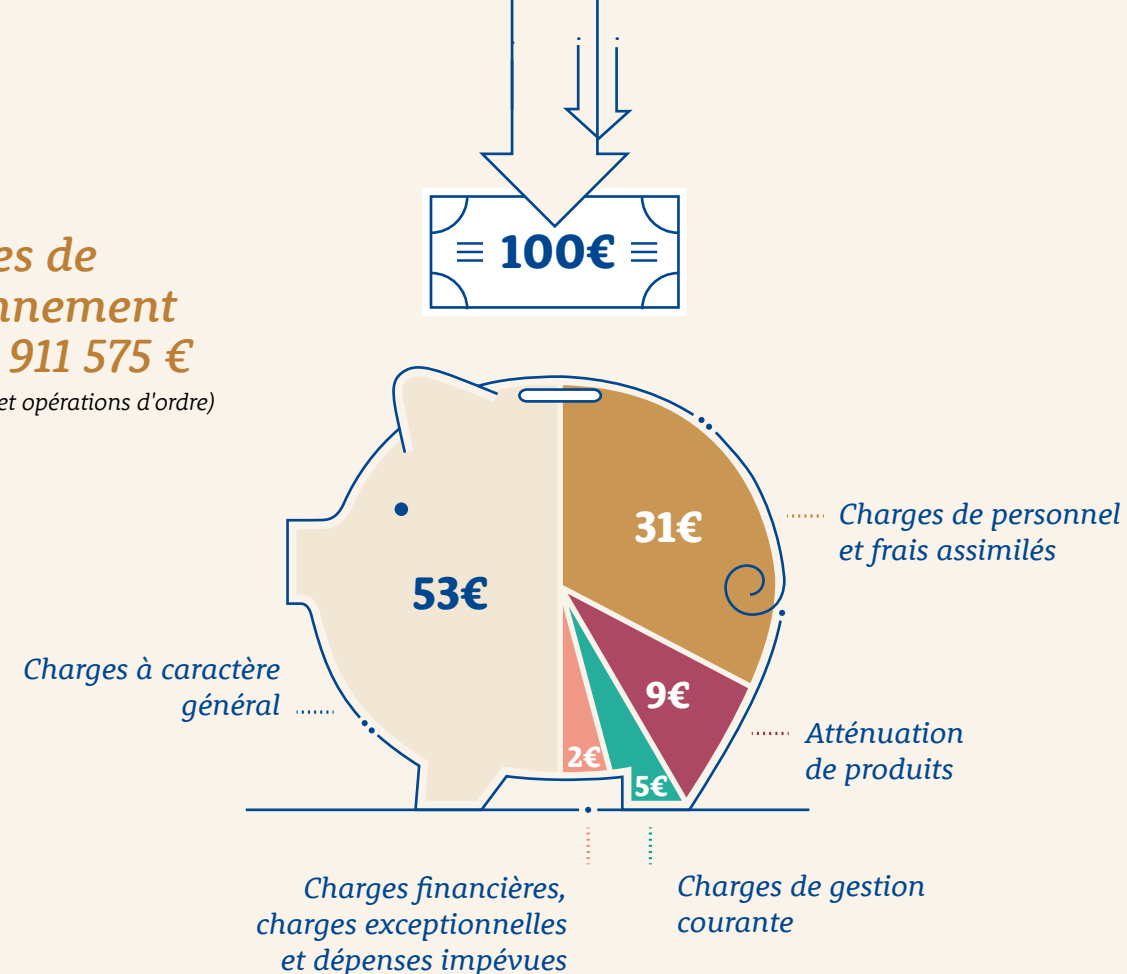 100€
es de
nnement
911 575 €
et opérations d'ordre)
31€
Charges de personnel
et frais assimilés
53€
Charges à caractère
général
9€
Atténuation
de produits
2€
5€
Charges financières,
charges exceptionnelles
et dépenses impévues
Charges de gestion
courante